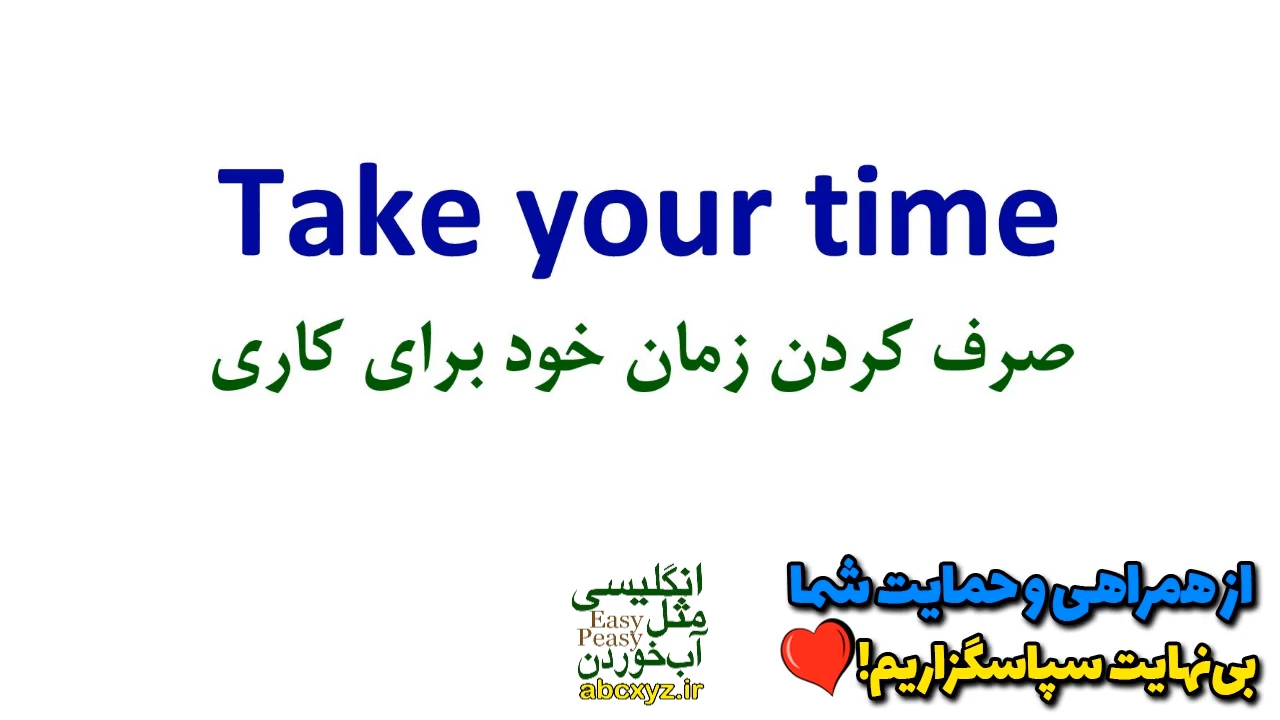 Take your time
صرف کردن زمان خود برای کاری
از همراهی و حمایت شما
بی‌نهایت سپاسگزاریم!
انگلیسی
مثل
Easy
Peasy
آب‌خوردن
abcxyz.ir